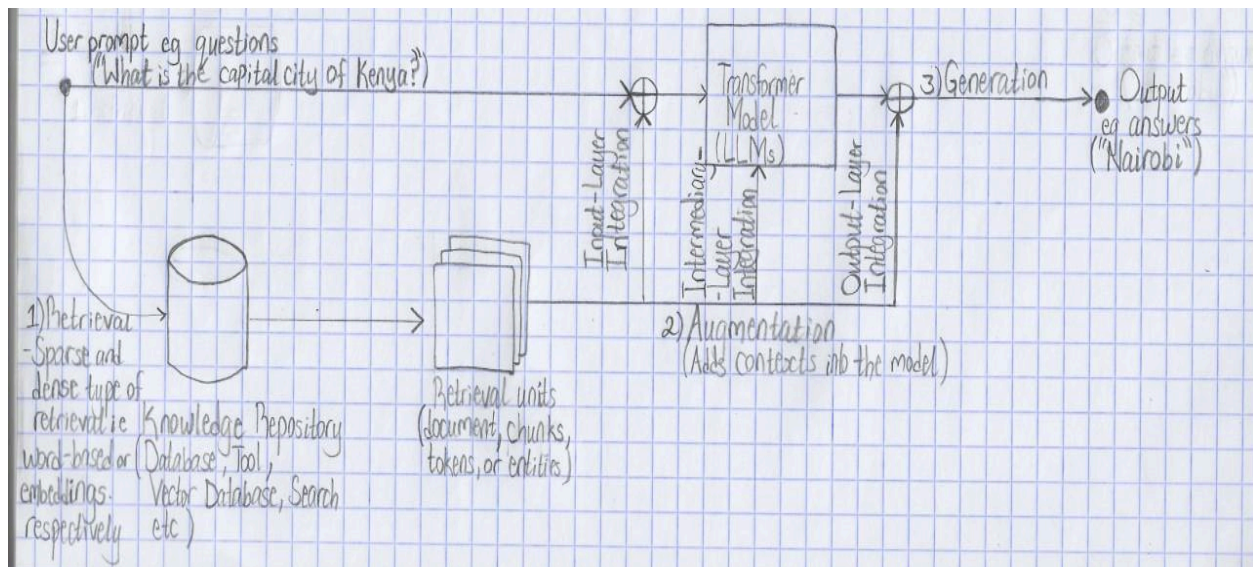 User prompt eg questions
("What is the capital city of Kenya?")
Transformer
Model
(LLMs)
3) Generation
Output
eg answers
("Nairobi")
Input-Layer
Integration
Intermediary-
-Layer
Integration
Output-Layer
Integration
1) Retrieval
-Sparse and
dense type of
retrieval ie
word-based or
embeddings.
respectively
Knowledge Repository
(Database, Tool,
Vector Database, Search
etc)
Retrieval units
(document, chunks,
tokens, or entities)
2) Augmentation
(Adds contexts into the model)